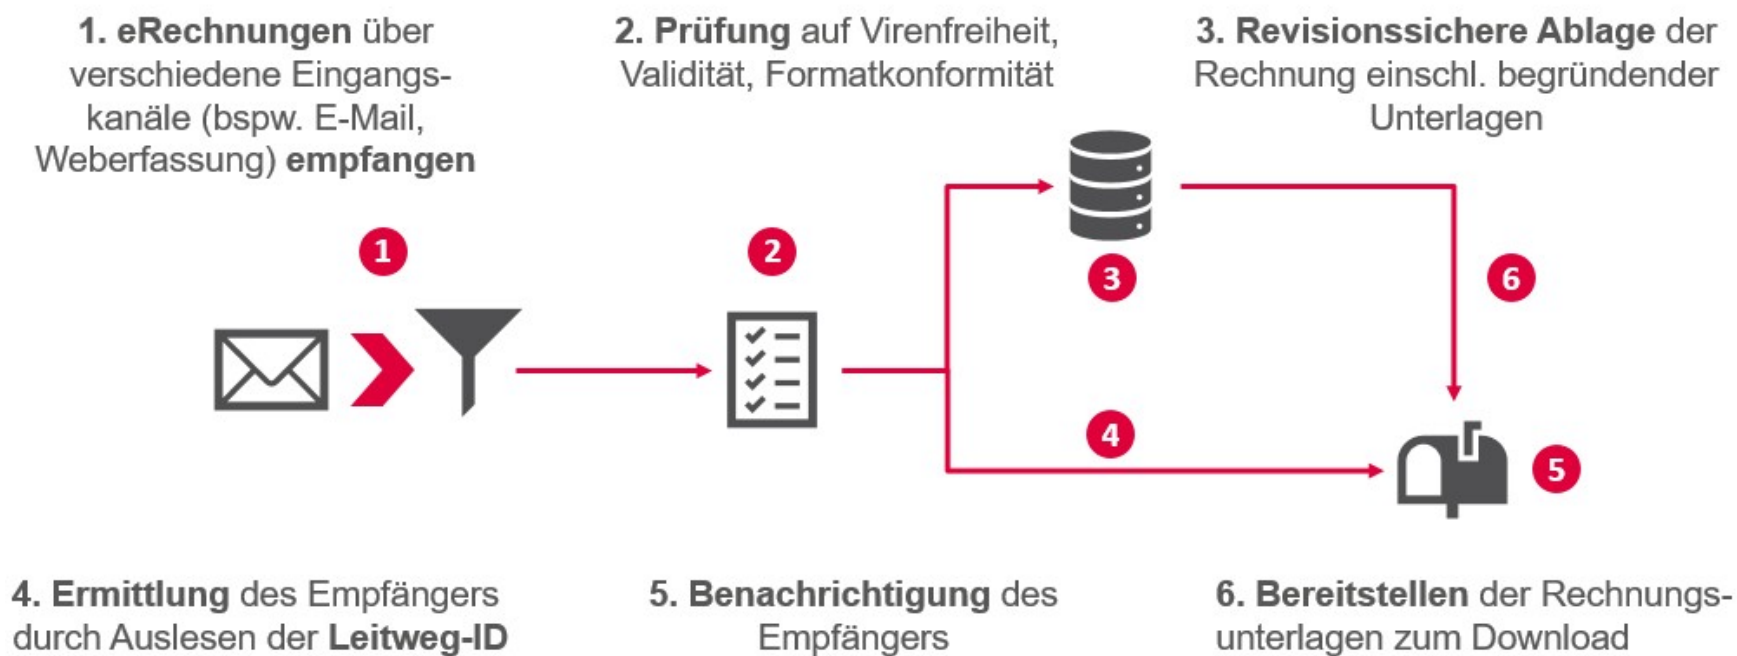 1. eRechnungen über
verschiedene Eingangs-
kanäle (bspw. E-Mail,
Weberfassung) empfangen
2. Prüfung auf Virenfreiheit,
Validität, Formatkonformität
3. Revisionssichere Ablage der
Rechnung einschl. begründender
Unterlagen
1
2
3
6
4
5
4. Ermittlung des Empfängers
durch Auslesen der Leitweg-ID
5. Benachrichtigung des
Empfängers
6. Bereitstellen der Rechnungs-
unterlagen zum Download